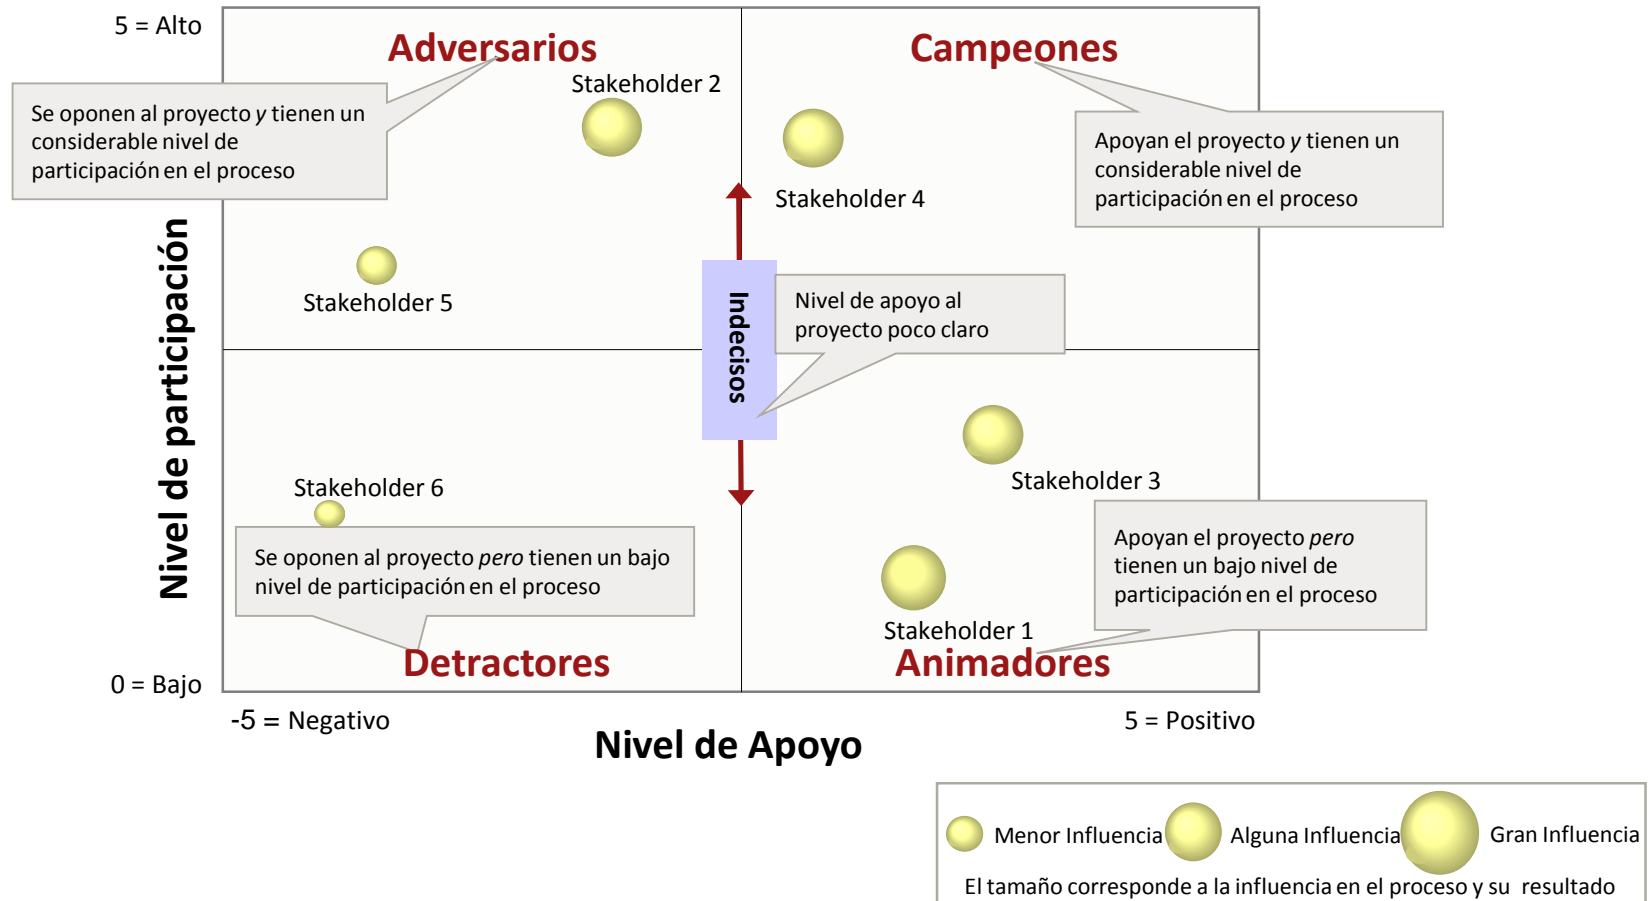 5 = Alto
Adversarios
Campeones
Stakeholder 2
Se oponen al proyecto y tienen un
considerable nivel de
participación en el proceso
Apoyan el proyecto y tienen un
considerable nivel de
participación en el proceso
Stakeholder 4
Nivel de participación
Stakeholder 5
Indecisos
Nivel de apoyo al
proyecto poco claro
Stakeholder 3
Stakeholder 6
Se oponen al proyecto pero tienen un bajo
nivel de participación en el proceso
Apoyan el proyecto pero
tienen un bajo nivel de
participación en el proceso
Stakeholder 1
Detractores
Animadores
0 = Bajo
-5 = Negativo
5 = Positivo
Nivel de Apoyo
Menor Influencia
Alguna Influencia
Gran Influencia
El tamaño corresponde a la influencia en el proceso y su resultado